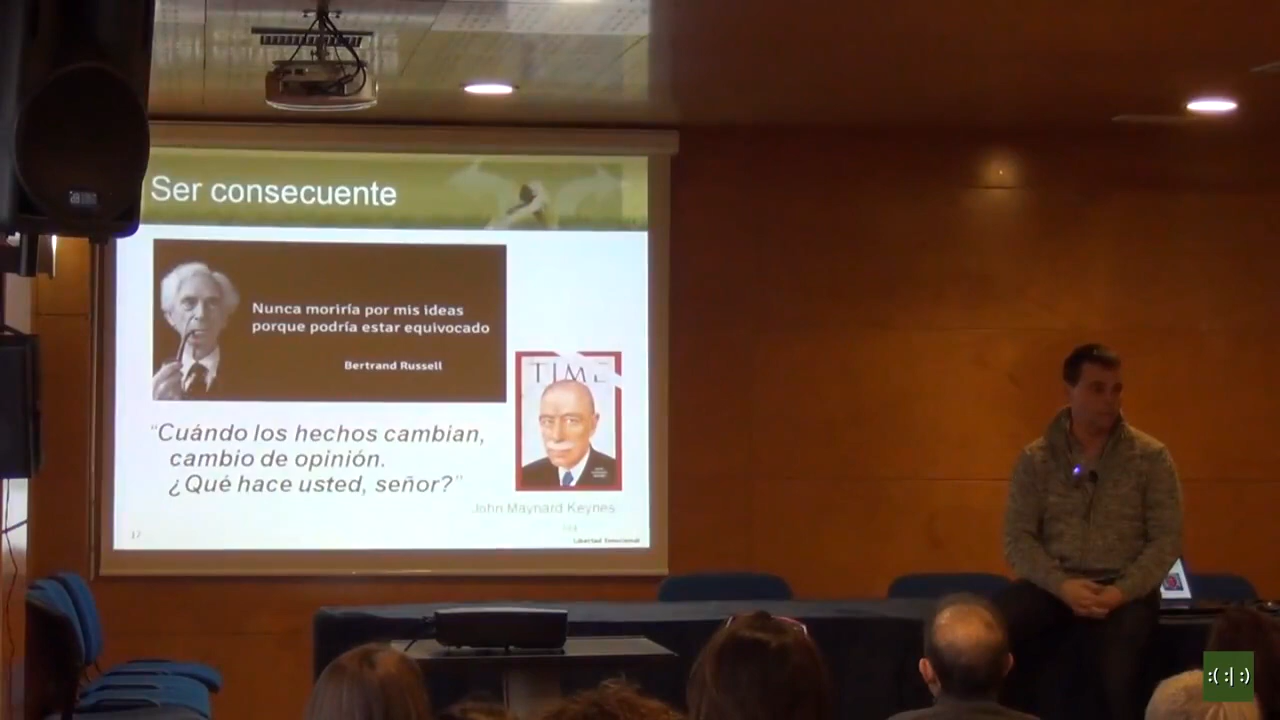 Ser consecuente
Nunca moriría por mis ideas
porque podría estar equivocado
Bertrand Russell
TIME
“Cuándo los hechos cambian,
cambio de opinión.
¿Qué hace usted, señor?”
John Maynard Keynes
17
Libertad Emocional
:( :| :)